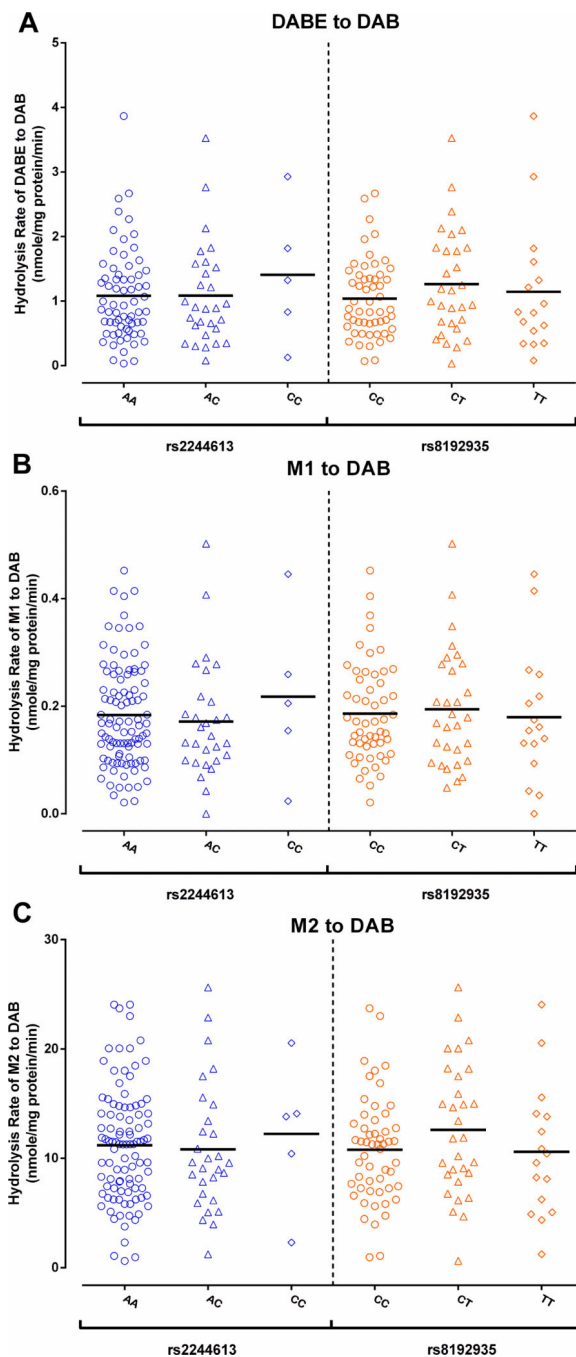 A
DABE to DAB
Hydrolysis Rate of DABE to DAB
(nmole/mg protein/min)
5
4
3
2
1
0
AA
AC
CC
CC
CT
TT
rs2244613
rs8192935
B
M1 to DAB
Hydrolysis Rate of M1 to DAB
(nmole/mg protein/min)
0.6
0.4
0.2
0.0
AA
AC
CC
CC
CT
TT
rs2244613
rs8192935
C
M2 to DAB
Hydrolysis Rate of M2 to DAB
(nmole/mg protein/min)
30
20
10
0
AA
AC
CC
CC
CT
TT
rs2244613
rs8192935